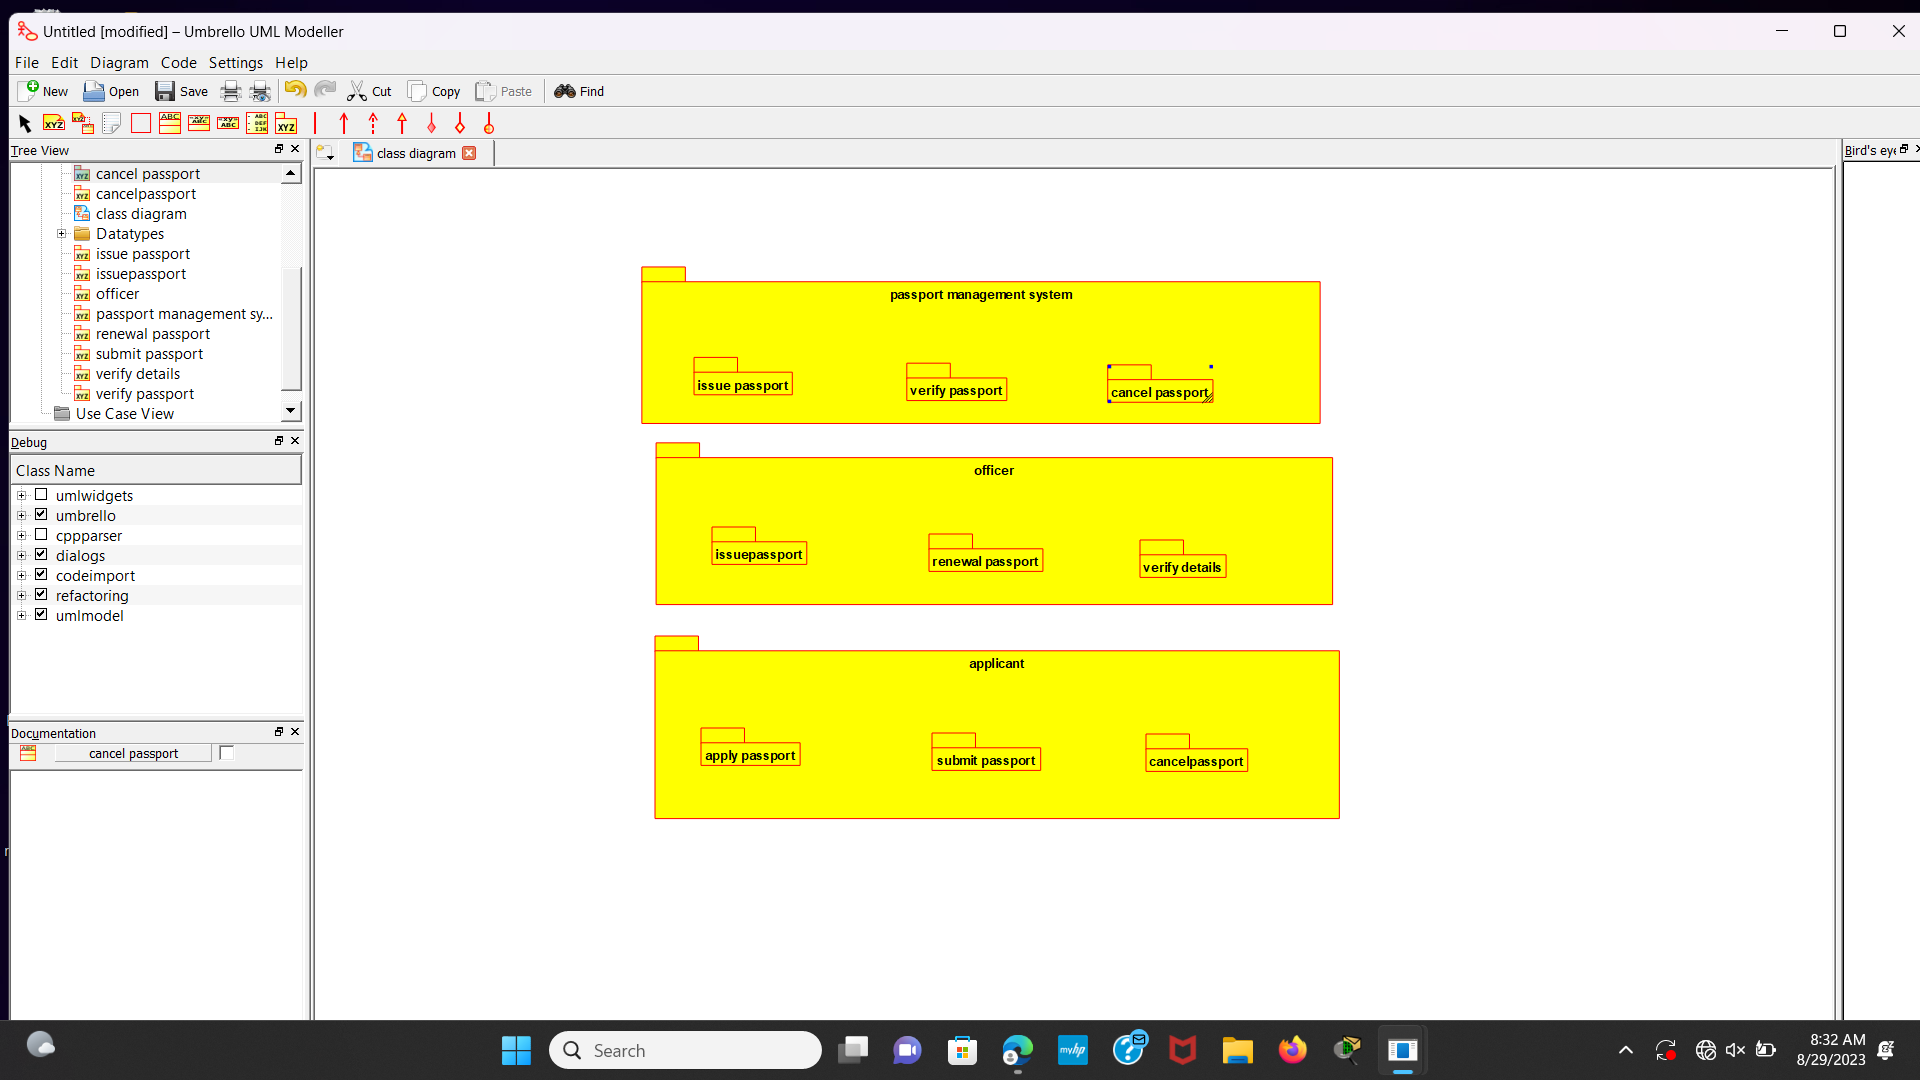 Untitled [modified] – Umbrello UML Modeller
File Edit Diagram Code Settings Help
New Open Save Cut Copy Paste Find
Tree View
class diagram
Bird's eye
cancel passport
cancelpassport
class diagram
Datatypes
issue passport
issuepassport
officer
passport management sy...
renewal passport
submit passport
verify details
verify passport
Use Case View
Debug
Class Name
umlwidgets
umbrello
cppparser
dialogs
codeimport
refactoring
umlmodel
Documentation
cancel passport
passport management system
issue passport
verify passport
cancel passport
officer
issuepassport
renewal passport
verify details
applicant
apply passport
submit passport
cancelpassport
Search
myhp
8:32 AM
8/29/2023